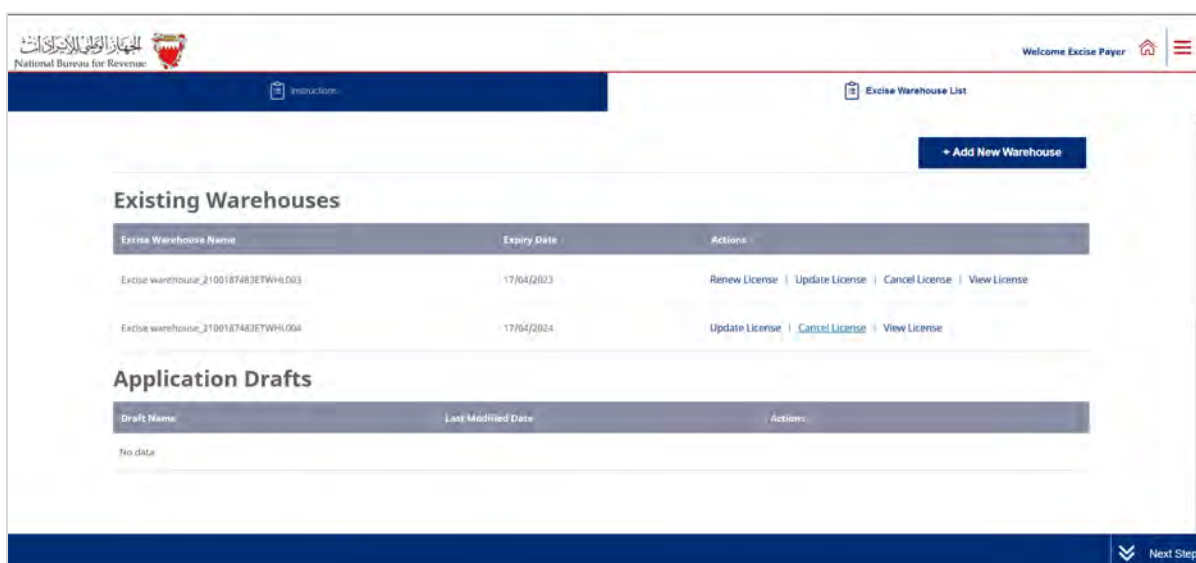 الجهاز الوطني للإيرادات
National Bureau for Revenue
Welcome Excise Payer
Instructions
Excise Warehouse List
+ Add New Warehouse
Existing Warehouses
Excise Warehouse Name Expiry Date Actions
Excise warehouse_2100187483ETWHL003 17/04/2023 Renew License | Update License | Cancel License | View License
Excise warehouse_2100187483ETWHL004 17/04/2024 Update License | Cancel License | View License
Application Drafts
Draft Name Last Modified Date Actions
No data
Next Step